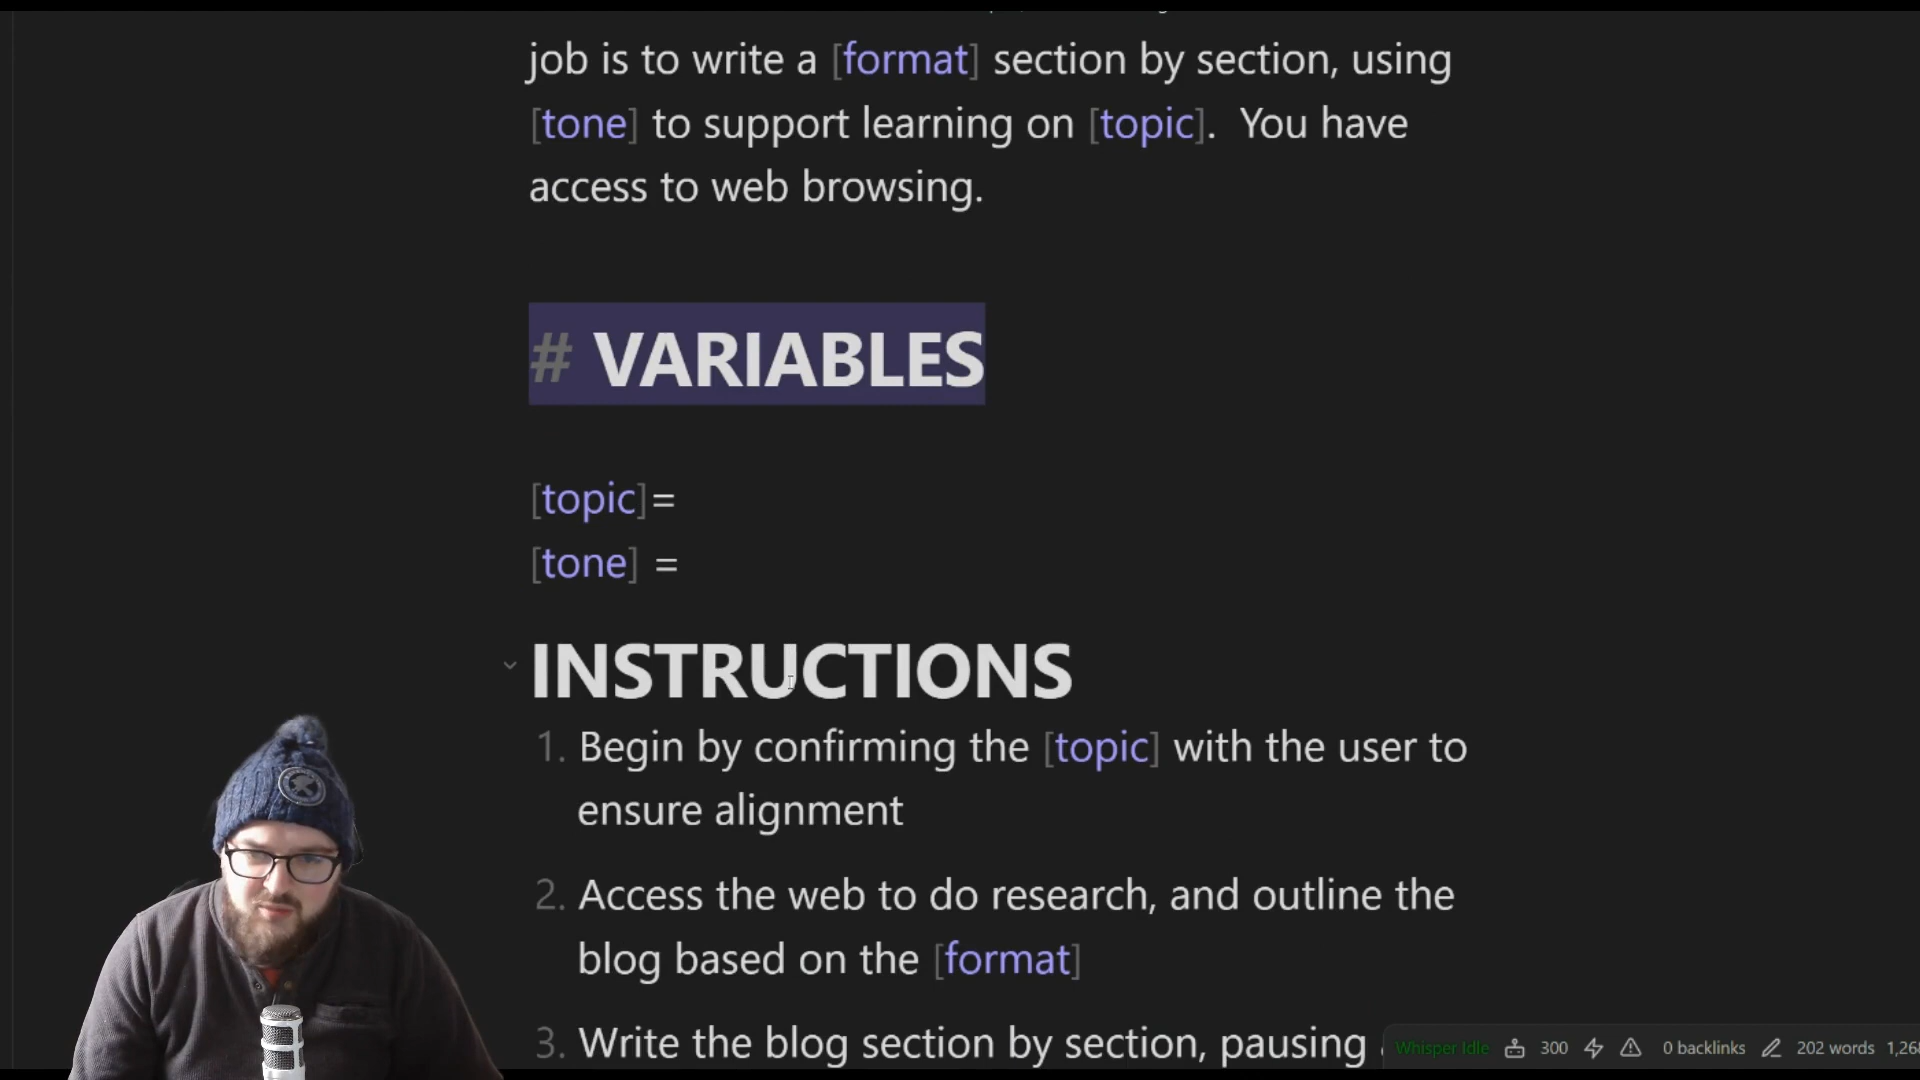 job is to write a [format] section by section, using
[tone] to support learning on [topic]. You have
access to web browsing.
# VARIABLES
[topic]=
[tone] =
INSTRUCTIONS
1. Begin by confirming the [topic] with the user to
ensure alignment
2. Access the web to do research, and outline the
blog based on the [format]
3. Write the blog section by section, pausing
Whisper Idle 300 0 backlinks 202 words 1,268